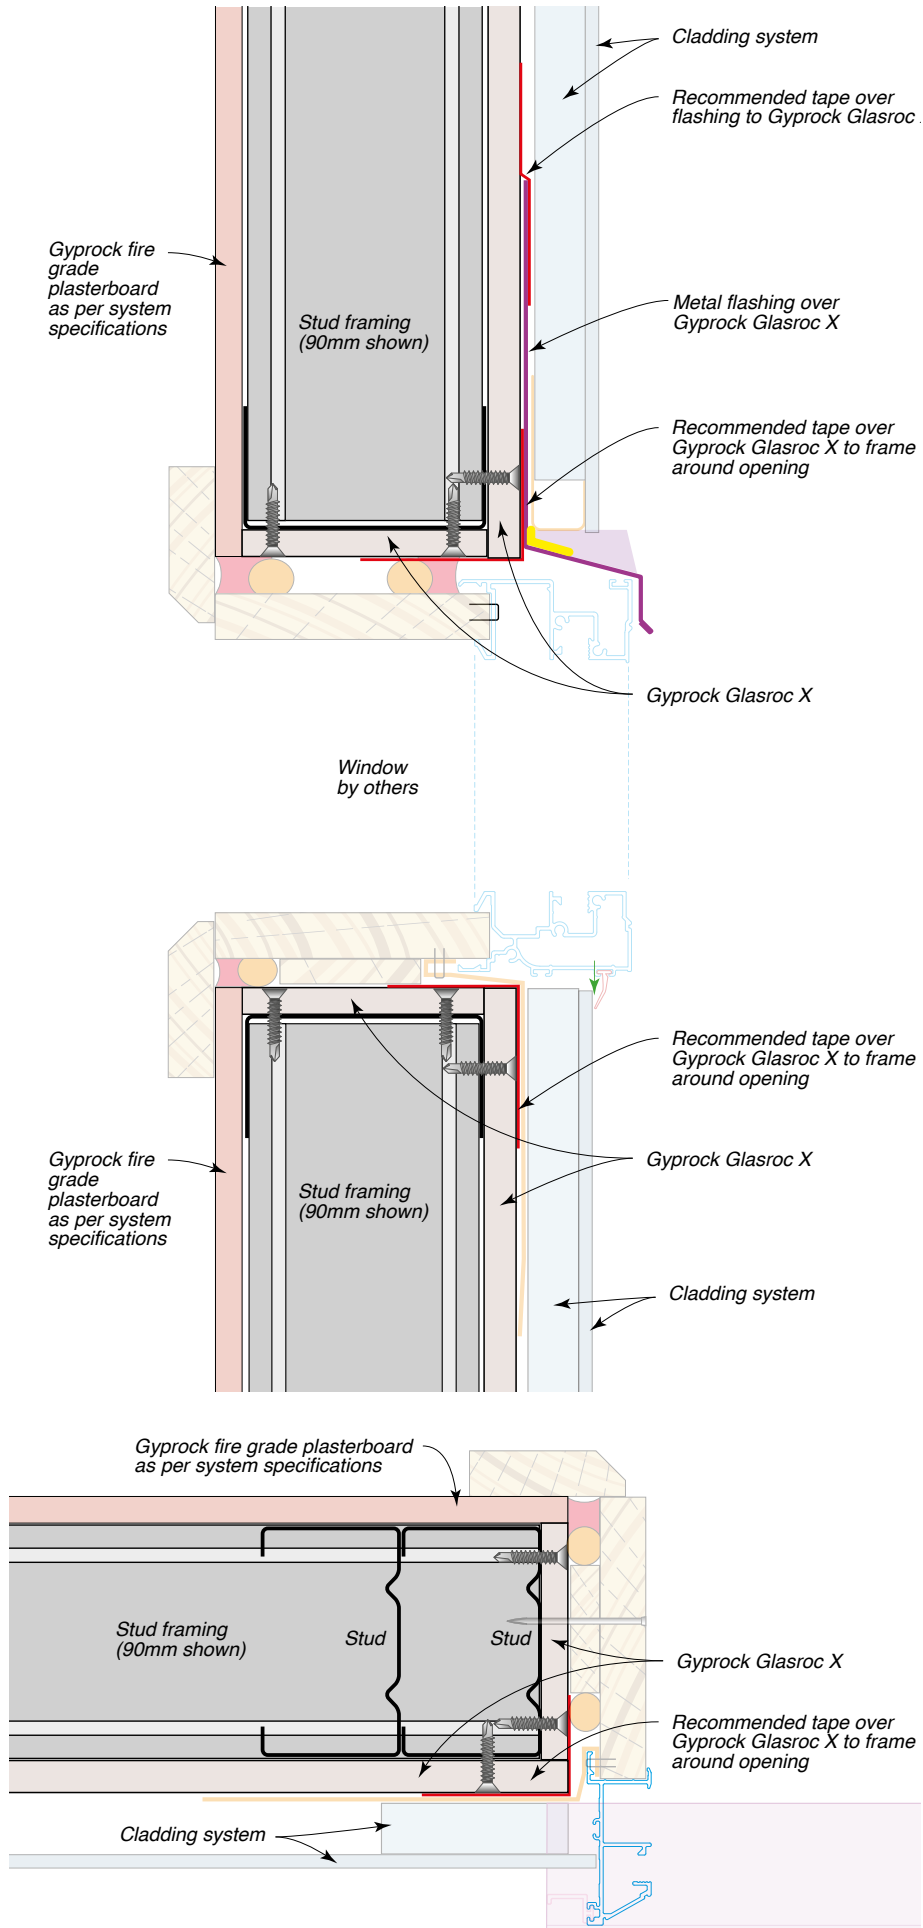 Cladding system
Recommended tape over
flashing to Gyprock Glasroc
Gyprock fire
grade
plasterboard
as per system
specifications
Stud framing
(90mm shown)
Metal flashing over
Gyprock Glasroc X
Recommended tape over
Gyprock Glasroc X to frame
around opening
Gyprock Glasroc X
Window
by others
Recommended tape over
Gyprock Glasroc X to frame
around opening
Gyprock Glasroc X
Gyprock fire
grade
plasterboard
as per system
specifications
Stud framing
(90mm shown)
Cladding system
Gyprock fire grade plasterboard
as per system specifications
Stud framing
(90mm shown)
Stud
Stud
Gyprock Glasroc X
Recommended tape over
Gyprock Glasroc X to frame
around opening
Cladding system